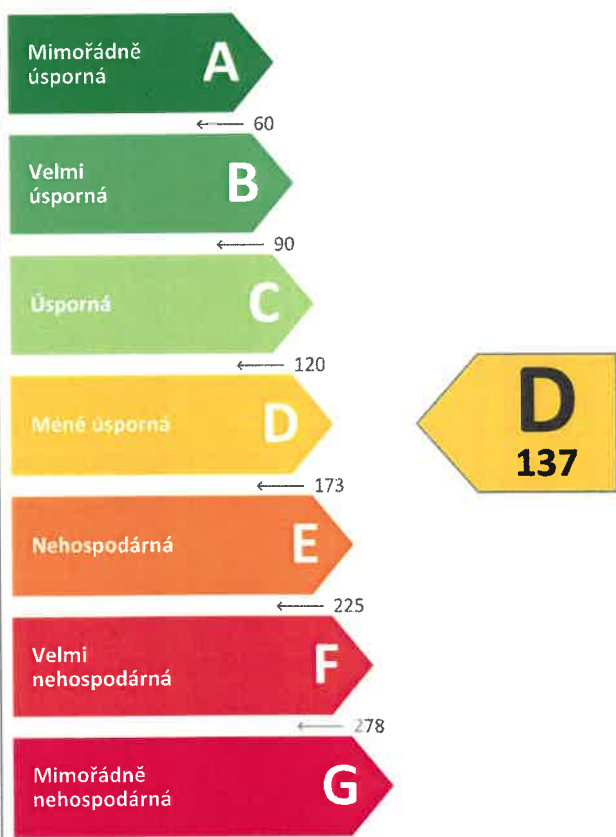 Mimořádně
úsporná
A
← 60
Velmi
úsporná
B
← 90
Úsporná
C
← 120
Méně úsporná
D
← 173
D
137
Nehospodárná
E
← 225
Velmi
nehospodárná
F
← 278
Mimořádně
nehospodárná
G